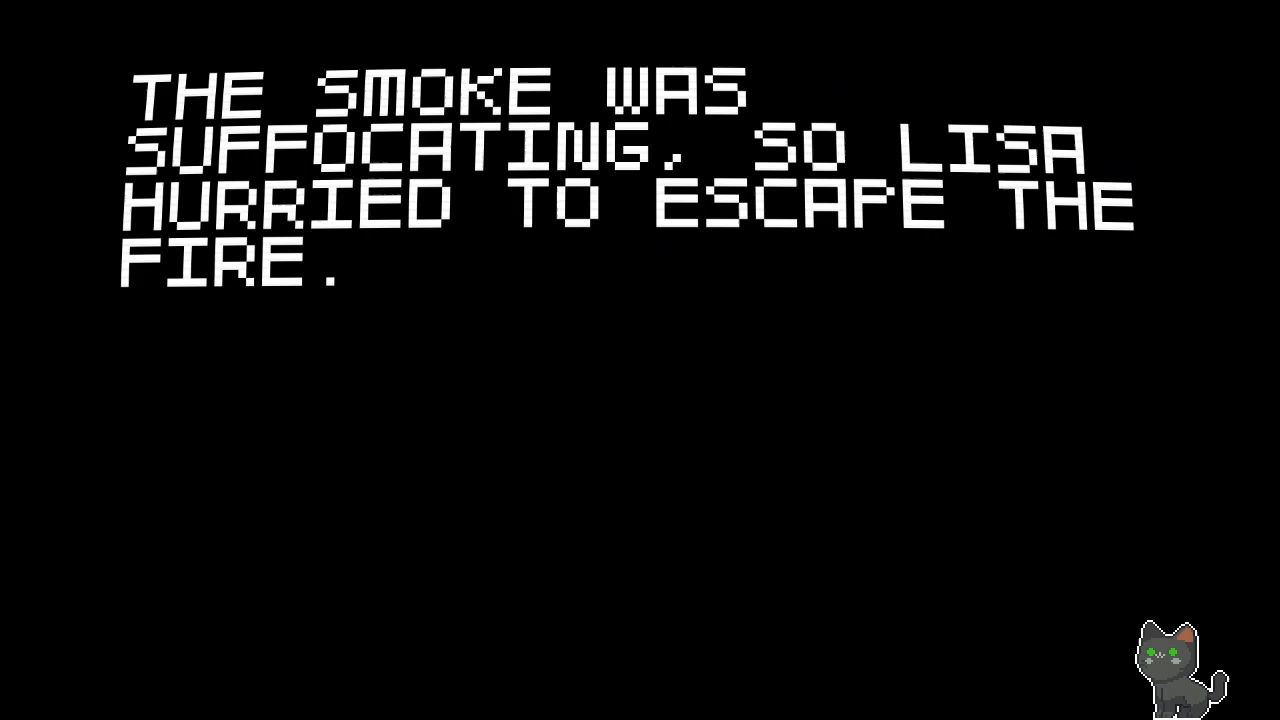 THE SMOKE WAS
SUFFOCATING, SO LISA
HURRIED TO ESCAPE THE
FIRE.